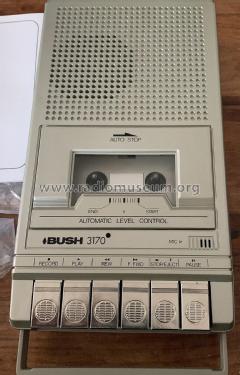 AUTO STOP
www.radiomuseum.org
END
START
AUTOMATIC LEVEL CONTROL
BUSH 3170
MIC
RECORD PLAY REW F.FWD STOP/EJECT PAUSE